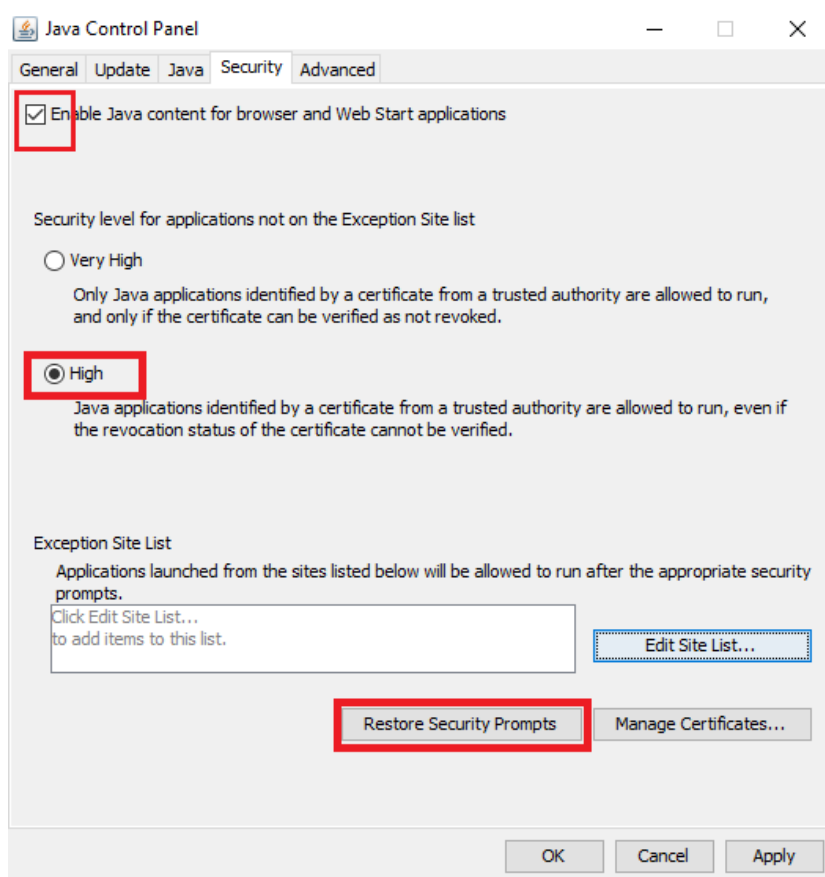 Java Control Panel
General Update Java Security Advanced
Enable Java content for browser and Web Start applications
Security level for applications not on the Exception Site list
Very High
Only Java applications identified by a certificate from a trusted authority are allowed to run,
and only if the certificate can be verified as not revoked.
High
Java applications identified by a certificate from a trusted authority are allowed to run, even if
the revocation status of the certificate cannot be verified.
Exception Site List
Applications launched from the sites listed below will be allowed to run after the appropriate security
prompts.
Click Edit Site List...
to add items to this list.
Edit Site List...
Restore Security Prompts Manage Certificates...
OK Cancel Apply